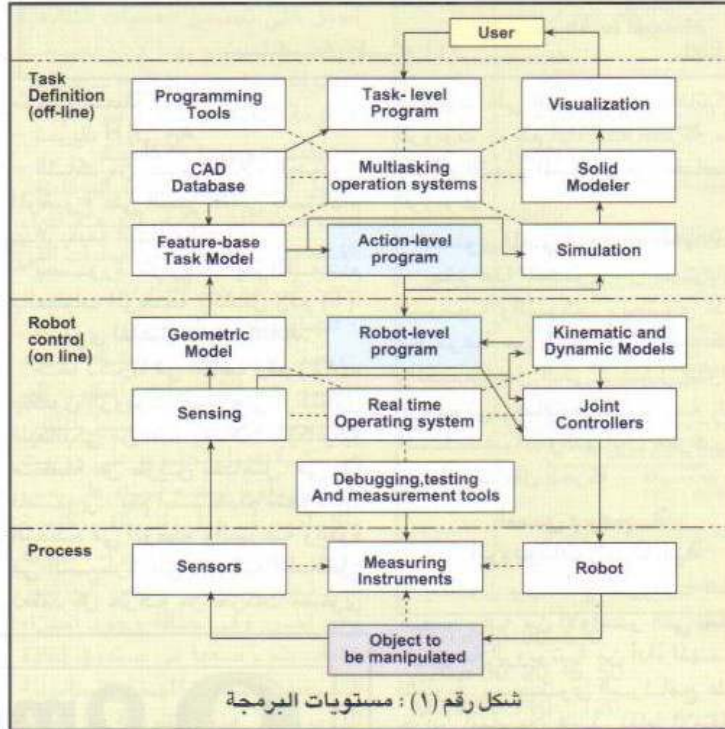 User
Task
Definition
(off-line)
Programming
Tools
Task- level
Program
Visualization
CAD
Database
Multiasking
operation systems
Solid
Modeler
Feature-base
Task Model
Action-level
program
Simulation
Robot
control
(on line)
Geometric
Model
Robot-level
program
Kinematic and
Dynamic Models
Sensing
Real time
Operating system
Joint
Controllers
Debugging,testing
And measurement tools
Process
Sensors
Measuring
Instruments
Robot
Object to
be manipulated
شكل رقم (١) : مستويات البرمجة